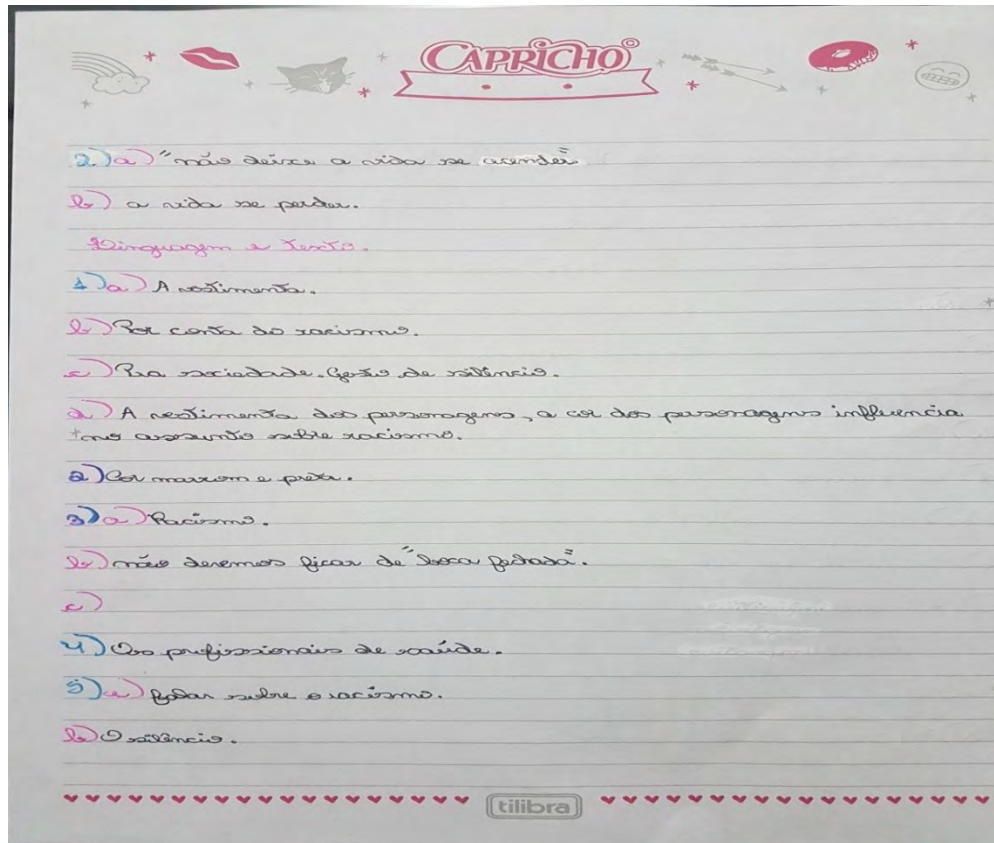 CAPRICHO
2.)a) "não deixe a vida se acender"
b) a vida se perder.
Linguagem e texto.
1)a) A vestimenta.
b) Por conta do racismo.
c) Pra sociedade. Gesto de silêncio.
d) A vestimenta dos personagens, a cor dos personagens influencia
no assunto sobre racismo.
2) Cor marrom e preta.
3) a) Racismo.
b) não devemos ficar de "boca fechada".
c)
4) Os profissionais de saúde.
5) a) falar sobre o racismo.
b) O silêncio.
tilibra